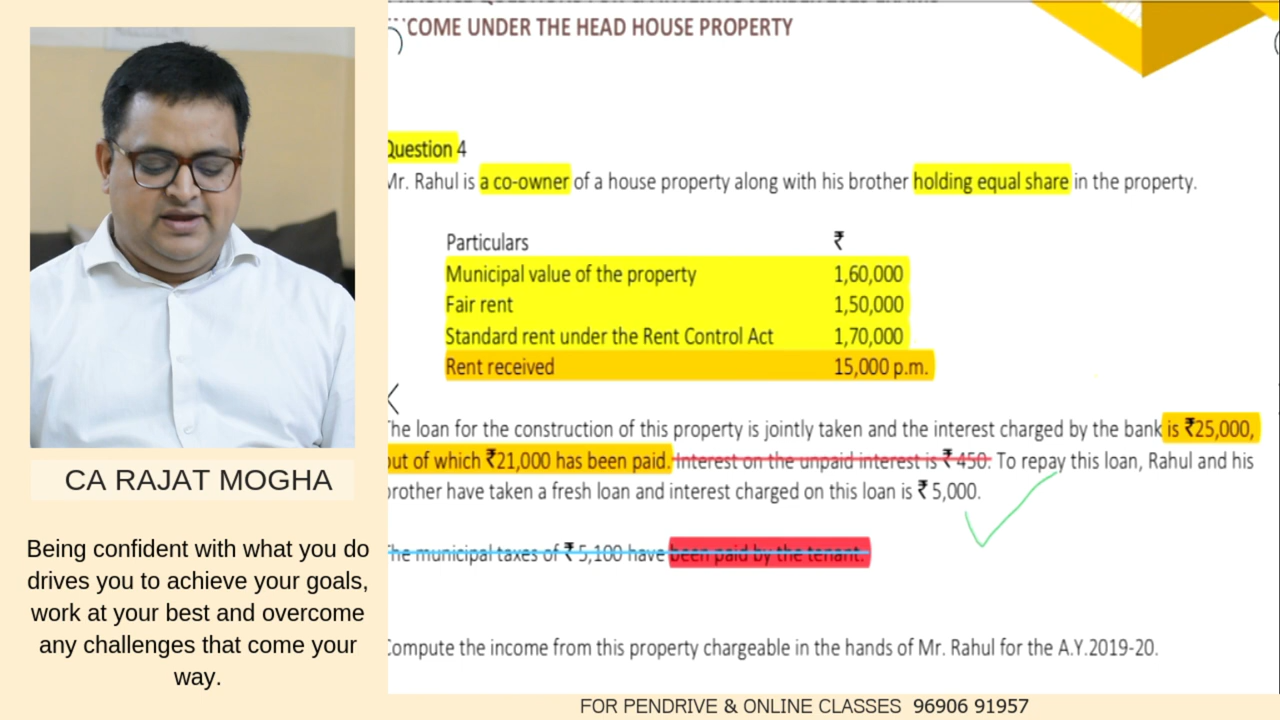 COME UNDER THE HEAD HOUSE PROPERTY
Question 4
Mr. Rahul is a co-owner of a house property along with his brother holding equal share in the property.
Particulars ₹
Municipal value of the property 1,60,000
Fair rent 1,50,000
Standard rent under the Rent Control Act 1,70,000
Rent received 15,000 p.m.
The loan for the construction of this property is jointly taken and the interest charged by the bank is ₹25,000,
out of which ₹21,000 has been paid. Interest on the unpaid interest is ₹ 450. To repay this loan, Rahul and his
brother have taken a fresh loan and interest charged on this loan is ₹ 5,000.
The municipal taxes of ₹ 5,100 have been paid by the tenant.
Compute the income from this property chargeable in the hands of Mr. Rahul for the A.Y.2019-20.
CA RAJAT MOGHA
Being confident with what you do
drives you to achieve your goals,
work at your best and overcome
any challenges that come your
way.
FOR PENDRIVE & ONLINE CLASSES 96906 91957